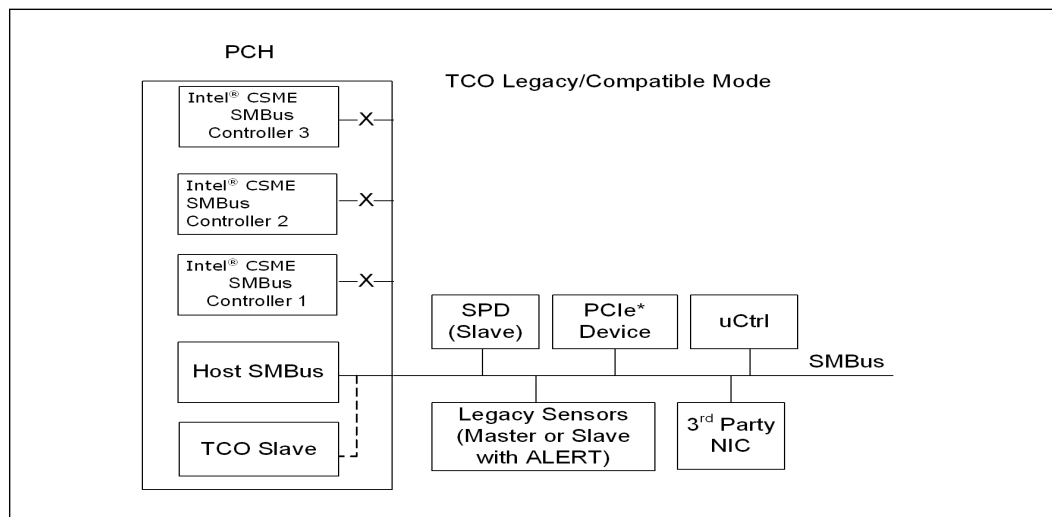 PCH
TCO Legacy/Compatible Mode
Intel® CSME
SMBus
Controller 3
X
Intel® CSME
SMBus
Controller 2
X
Intel® CSME
SMBus
Controller 1
X
SPD
(Slave)
PCIe*
Device
uCtrl
Host SMBus
SMBus
TCO Slave
Legacy Sensors
(Master or Slave
with ALERT)
3rd Party
NIC